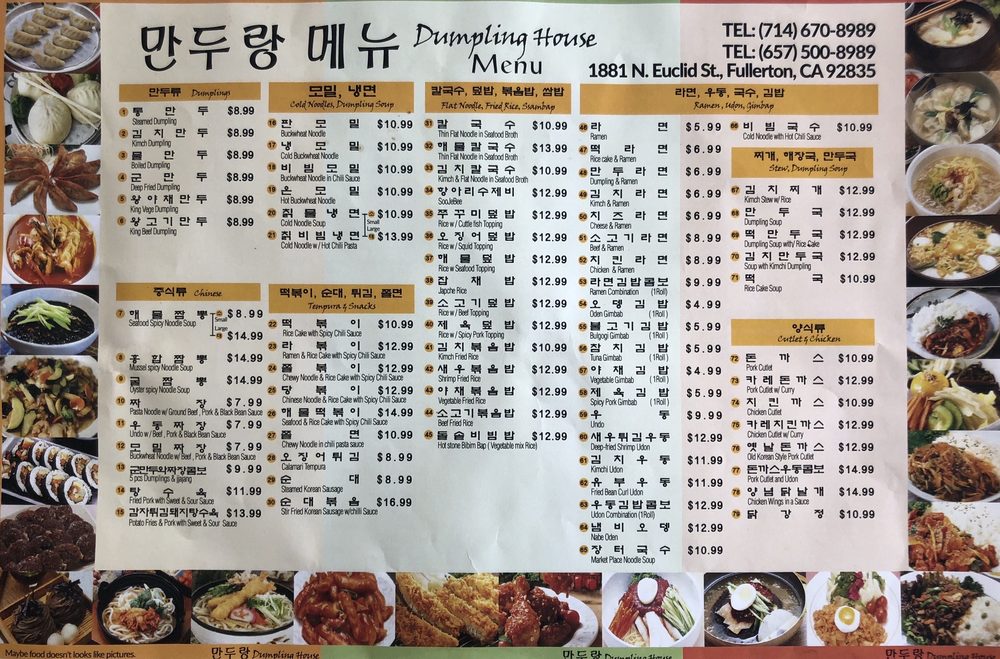 만두랑 메뉴 Dumpling House Menu
TEL: (714) 670-8989
TEL: (657) 500-8989
1881 N. Euclid St., Fullerton, CA 92835
만두류 Dumplings
1 통만두 $8.99
Steamed Dumpling
2 김치만두 $8.99
Kimch Dumpling
3 물만두 $8.99
Boiled Dumpling
4 군만두 $8.99
Deep Fried Dumpling
5 왕야채만두 $8.99
King Vege Dumpling
6 왕고기만두 $8.99
King Beef Dumpling
중식류 Chinese
7 해물짬뽕 Small $8.99
Seafood Spicy Noodle Soup
Large $14.99
8 홍합짬뽕 $14.99
Mussel spicy Noodle Soup
9 굴짬뽕 $14.99
Oyster spicy Noodle Soup
10 짜장 $7.99
Pasta Noodle w/ Ground Beef , Pork & Black Bean Sauce
11 우동짜장 $7.99
Undo w/ Beef , Pork & Black Bean Sauce
12 모밀짜장 $7.99
Buckwheat Noodle w/ Beef , Pork & Black Bean Sauce
13 군만두와짜장콤보 $9.99
5 pcs Dumplings & jjajang
14 탕수육 $11.99
Fried Pork with Sweet & Sour Sauce
15 감자튀김돼지탕수육 $13.99
Potato Fries & Pork with Sweet & Sour Sauce
모밀, 냉면
Cold Noodles, Dumpling Soup
16 판모밀 $10.99
Buckwheat Noodle
17 냉모밀 $10.99
Cold Buckwheat Noodle
18 비빔모밀 $10.99
Buckwheat Noodle in Chili Sauce
19 온모밀 $10.99
Hot Buckwheat Noodle
20 칡물냉면 Small $10.99
Cold Noodle Soup
21 칡비빔냉면 Large $13.99
Cold Noodle w/ Hot Chili Pasta
떡볶이, 순대, 튀김, 쫄면
Tempura & Snacks
22 떡볶이 $10.99
Rice Cake with Spicy Chili Sauce
23 라볶이 $12.99
Ramen & Rice Cake with Spicy Chili Sauce
24 쫄볶이 $12.99
Chewy Noodle & Rice Cake with Spicy Chili Sauce
25 짱볶이 $12.99
Chinese Noodle & Rice Cake with Spicy Chili Sauce
26 해물떡볶이 $14.99
Seafood & Rice Cake with Spicy Chili Sauce
27 쫄면 $10.99
Chewy Noodle in chili pasta sauce
28 오징어튀김 $8.99
Calamari Tempura
29 순대 $8.99
Steamed Korean Sausage
30 순대볶음 $16.99
Stir Fried Korean Sausage w/chilli Sauce
칼국수, 덮밥, 볶음밥, 쌈밥
Flat Noodle, Fried Rice, Ssambap
31 칼국수 $10.99
Thin Flat Noodle in Seafood Broth
32 해물칼국수 $13.99
Thin Flat Noodle in Seafood Broth
33 김치칼국수 $10.99
Kimch & Flat Noodle in Seafood Broth
34 항아리수제비 $12.99
SooJeBee
35 쭈꾸미덮밥 $12.99
Rice w / Cuttle fish Topping
36 오징어덮밥 $12.99
Rice w / Squid Topping
37 해물덮밥 $12.99
Rice w Seafood Topping
38 잡채밥 $12.99
Japche Rice
39 소고기덮밥 $12.99
Rice w / Beef Topping
40 제육덮밥 $12.99
Rice w / Spicy Pork Topping
41 김치볶음밥 $10.99
Kimch Fried Rice
42 새우볶음밥 $12.99
Shrimp Fried Rice
43 야채볶음밥 $12.99
Vegetable Fried Rice
44 소고기볶음밥 $12.99
Beef Fried Rice
45 돌솥비빔밥 $12.99
Hot stone Bibim Bap ( Vegetable mix Rice)
라면, 우동, 국수, 김밥
Ramen , Udon, Gimbap
46 라면 $5.99
Ramen
47 떡라면 $6.99
Rice cake & Ramen
48 만두라면 $6.99
Dumpling & Ramen
49 김치라면 $6.99
Kimch & Ramen
50 치즈라면 $6.99
Cheese & Ramen
51 소고기라면 $8.99
Beef & Ramen
52 치킨라면 $8.99
Chicken & Ramen
53 라면김밥콤보 $9.99
Ramen Combination (1Roll)
54 오뎅김밥 $4.99
Oden Gimbab (1Roll)
55 불고기김밥 $5.99
Bulgogi Gimbab (1Roll)
56 참치김밥 $5.99
Tuna Gimbab (1Roll)
57 야채김밥 $4.99
Vegetable Gimbab (1Roll)
58 제육김밥 $5.99
Spicy Pork Gimbab (1Roll)
59 우동 $9.99
Undo
60 새우튀김우동 $12.99
Deep-fried Shrimp Udon
61 김치우동 $11.99
Kimchi Udon
62 유부우동 $11.99
Fried Bean Curl Udon
63 우동김밥콤보 $12.99
Udon Combination (1Roll)
64 냄비오뎅 $12.99
Nabe Oden
65 장터국수 $10.99
Market Place Noodle Soup
66 비빔국수 $10.99
Cold Noodle with Hot Chili Sauce
찌개, 해장국, 만두국
Stew, Dumpling Soup
67 김치찌개 $12.99
Kimch Stew w/ Rice
68 만두국 $12.99
Dumpling Soup
69 떡만두국 $12.99
Dumpling Soup with/ Rice Cake
70 김치만두국 $12.99
Soup with Kimchi Dumpling
71 떡국 $10.99
Rice Cake Soup
양식류
Cutlet & Chicken
72 돈까스 $10.99
Pork Cutlet
73 카레돈까스 $12.99
Pork Cutlet w/ Curry
74 치킨까스 $10.99
Chicken Cutlet
75 카레치킨까스 $12.99
Chicken Cutlet w/ Curry
76 옛날돈까스 $12.99
Old Korean Style Pork Cutlet
77 돈까스우동콤보 $14.99
Pork Cutlet and Udon
78 양념닭날개 $14.99
Chicken Wings in a Sauce
79 닭강정 $10.99
Maybe food doesn't looks like pictures.
만두랑 Dumpling House
만두랑 Dumpling House
만두랑 Dumpling House